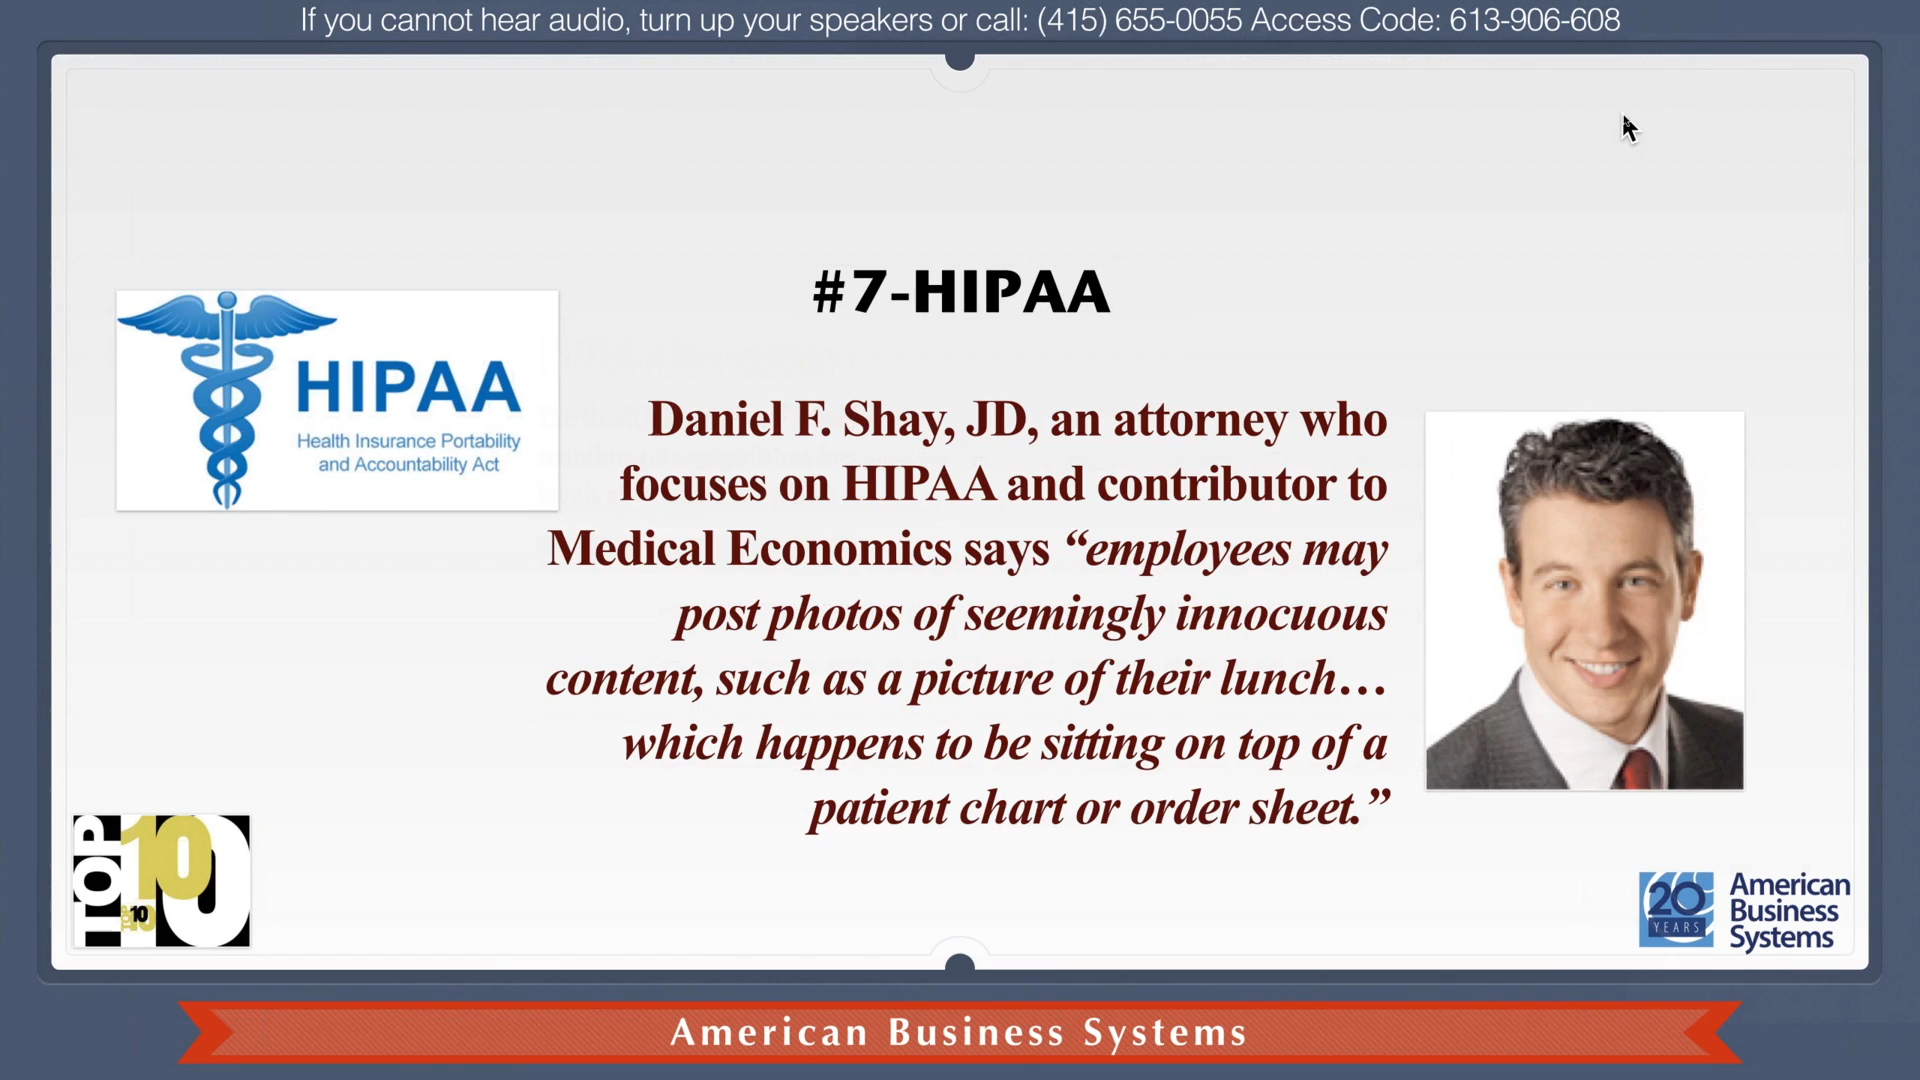 If you cannot hear audio, turn up your speakers or call: (415) 655-0055 Access Code: 613-906-608
#7-HIPAA
HIPAA
Health Insurance Portability
and Accountability Act
Daniel F. Shay, JD, an attorney who
focuses on HIPAA and contributor to
Medical Economics says “employees may
post photos of seemingly innocuous
content, such as a picture of their lunch…
which happens to be sitting on top of a
patient chart or order sheet.”
TOP 10
10
20
YEARS
American
Business
Systems
American Business Systems